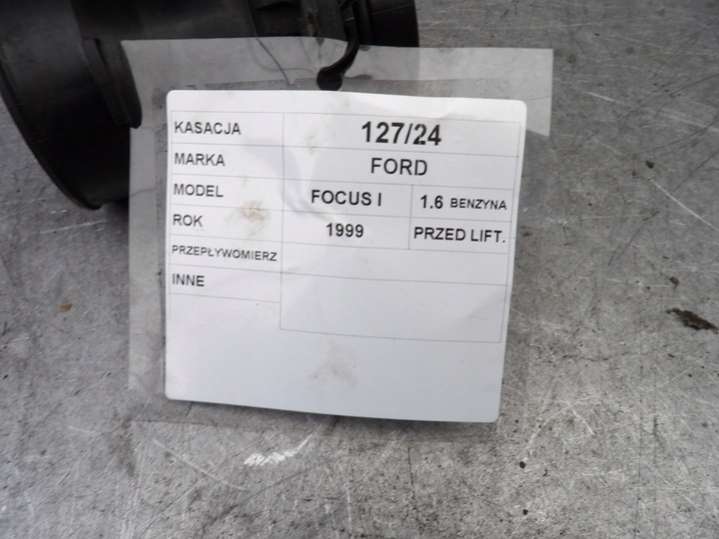 KASACJA 127/24
MARKA FORD
MODEL FOCUS I 1.6 BENZYNA
ROK 1999 PRZED LIFT.
PRZEPŁYWOMIERZ
INNE